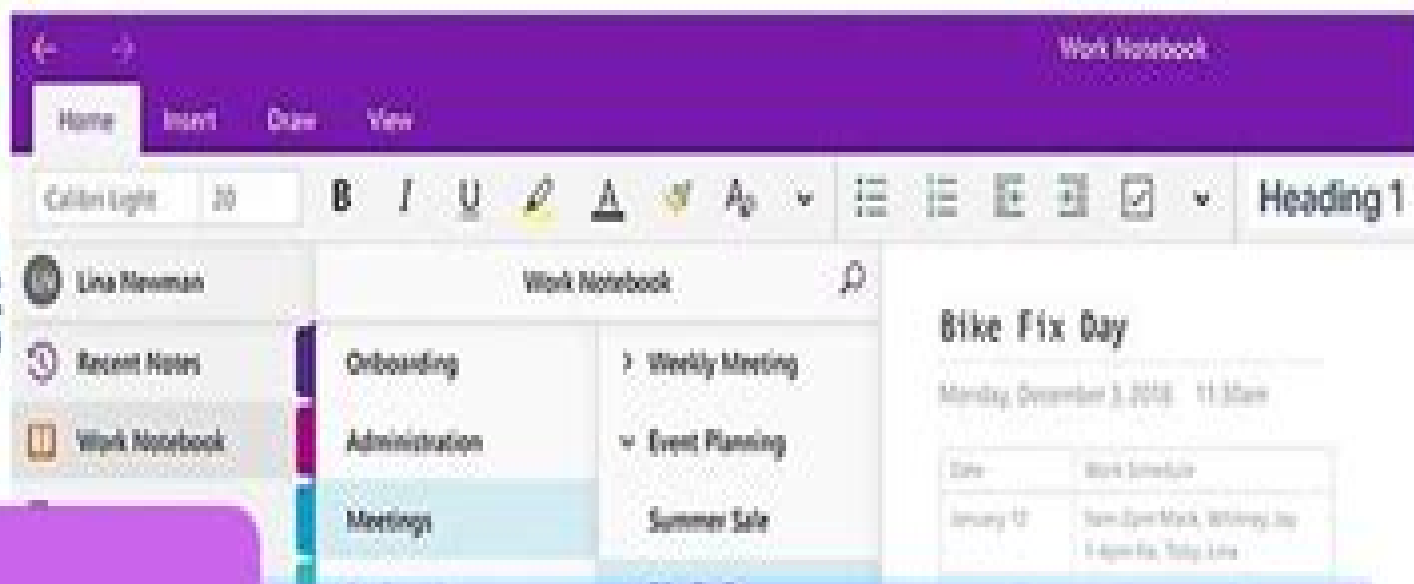 Work Notebook
Home Insert Draw View
Calibri Light 20 B I U A A Heading 1
Lina Newman
Work Notebook
Recent Notes
Work Notebook
Onboarding
Administration
Meetings
Weekly Meeting
Event Planning
Summer Sale
Bike Fix Day
Monday, December 3, 2018 11:30am
Date Work Schedule
January 12